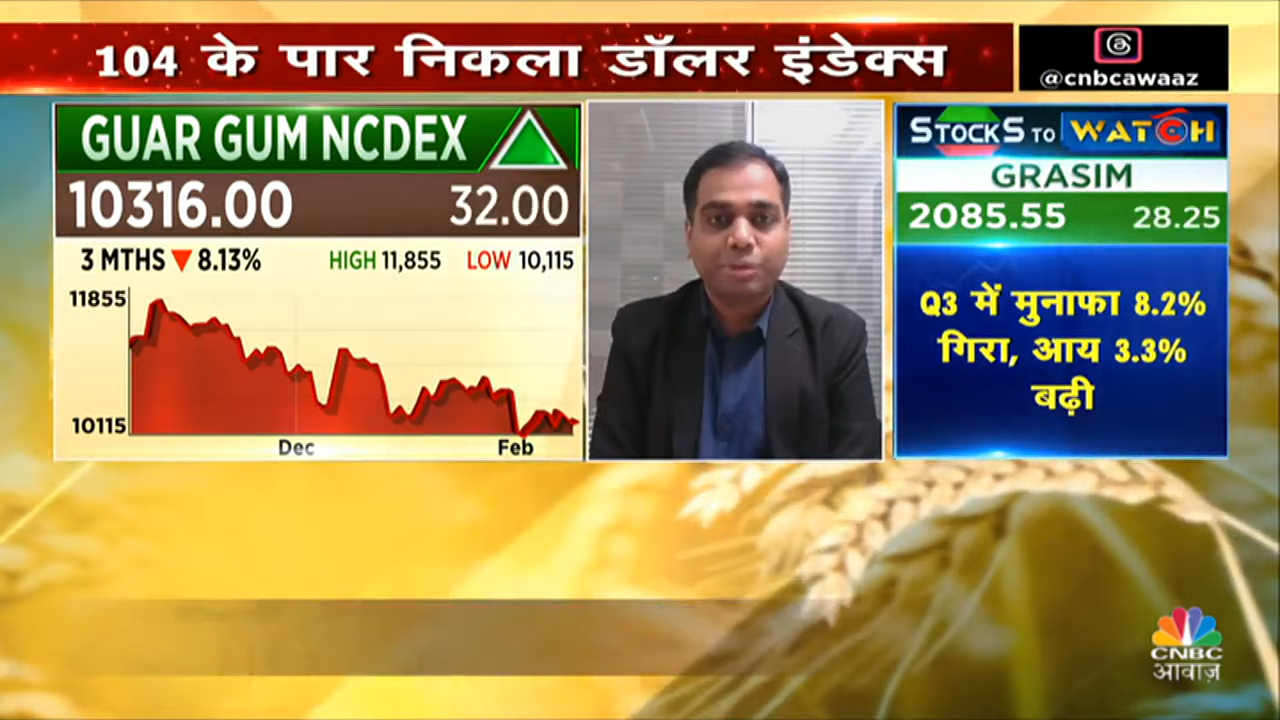 104 के पार निकला डॉलर इंडेक्स
@cnbcawaaz
GUAR GUM NCDEX
10316.00 32.00
3 MTHS 8.13% HIGH 11,855 LOW 10,115
11855
10115
Dec Feb
STOCKS TO WATCH
GRASIM
2085.55 28.25
Q3 में मुनाफा 8.2%
गिरा, आय 3.3%
बढ़ी
CNBC
आवाज़